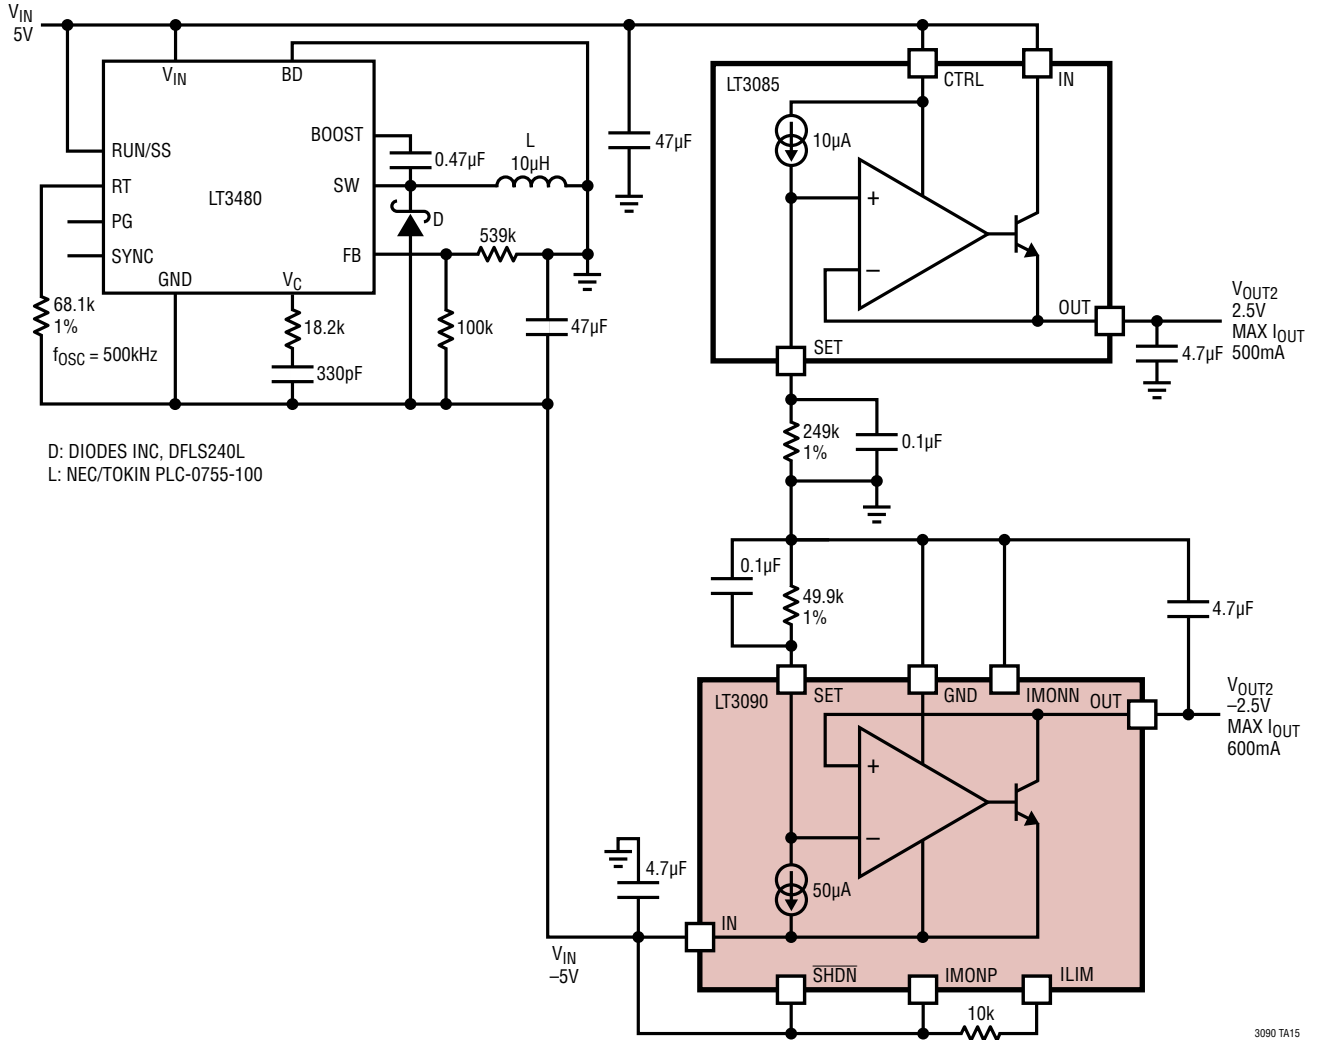 VIN
5V
VIN
BD
BOOST
RUN/SS
RT
PG
SYNC
LT3480
SW
FB
GND
VC
0.47µF
L
10µH
D
539k
47µF
68.1k
1%
fOSC = 500kHz
18.2k
330pF
100k
47µF
D: DIODES INC, DFLS240L
L: NEC/TOKIN PLC-0755-100
LT3085
CTRL
IN
10µA
+
–
OUT
SET
VOUT2
2.5V
MAX IOUT
500mA
4.7µF
249k
1%
0.1µF
0.1µF
49.9k
1%
4.7µF
LT3090
SET
GND
IMONN
OUT
VOUT2
–2.5V
MAX IOUT
600mA
+
–
50µA
4.7µF
IN
VIN
–5V
SHDN
IMONP
ILIM
10k
3090 TA15